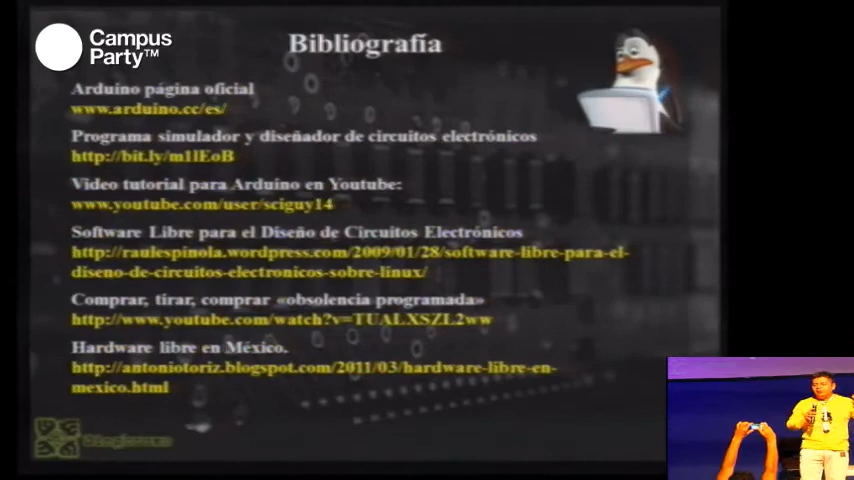 Campus
Party™
Bibliografía
Arduino página oficial
www.arduino.cc/es/
Programa simulador y diseñador de circuitos electrónicos
http://bit.ly/m1lEoB
Video tutorial para Arduino en Youtube:
www.youtube.com/user/sciguy14
Software Libre para el Diseño de Circuitos Electrónicos
http://raulespinola.wordpress.com/2009/01/28/software-libre-para-el-
diseno-de-circuitos-electronicos-sobre-linux/
Comprar, tirar, comprar «obsolencia programada»
http://www.youtube.com/watch?v=TUALXSZL2ww
Hardware libre en México.
http://antoniotoriz.blogspot.com/2011/03/hardware-libre-en-
mexico.html